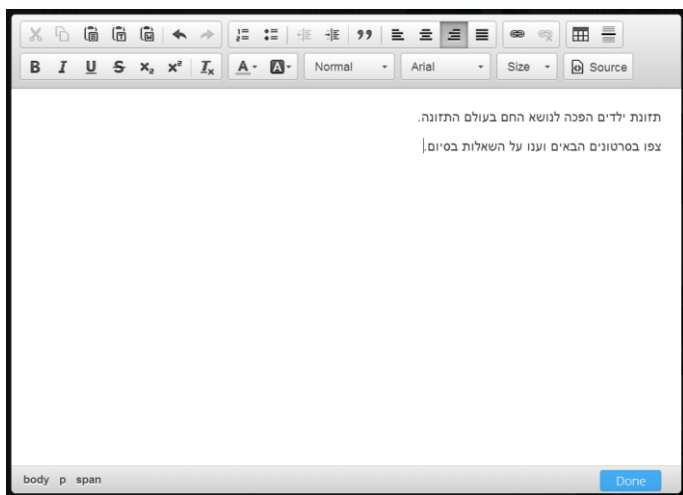 Normal
Arial
Size
Source
תזונת ילדים הפכה לנושא החם בעולם התזונה.
צפו בסרטונים הבאים וענו על השאלות בסיום.
body p span
Done